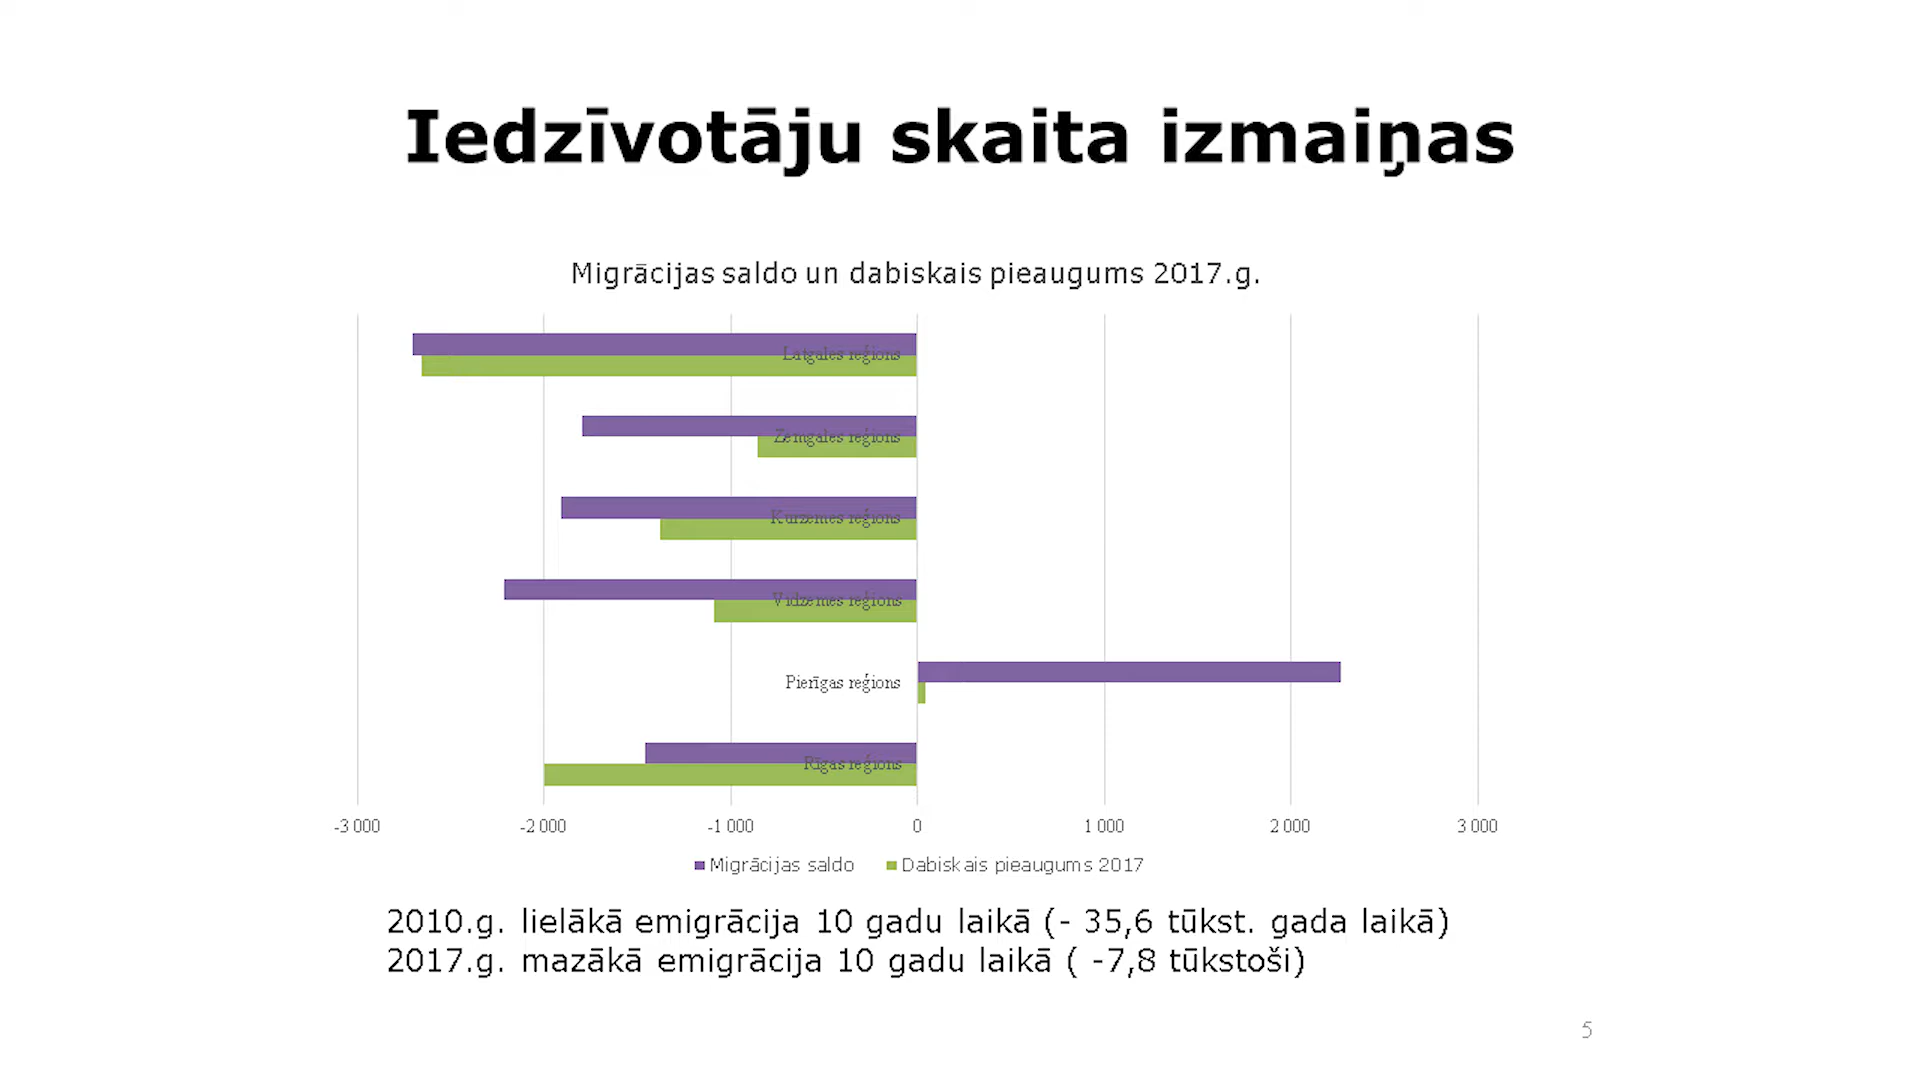 Iedzīvotāju skaita izmaiņas
Migrācijas saldo un dabiskais pieaugums 2017.g.
Latgales reģions
Zemgales reģions
Kurzemes reģions
Vidzemes reģions
Pierīgas reģions
Rīgas reģions
-3 000 -2 000 -1 000 0 1 000 2 000 3 000
Migrācijas saldo Dabiskais pieaugums 2017
2010.g. lielākā emigrācija 10 gadu laikā (- 35,6 tūkst. gada laikā)
2017.g. mazākā emigrācija 10 gadu laikā ( -7,8 tūkstoši)
5